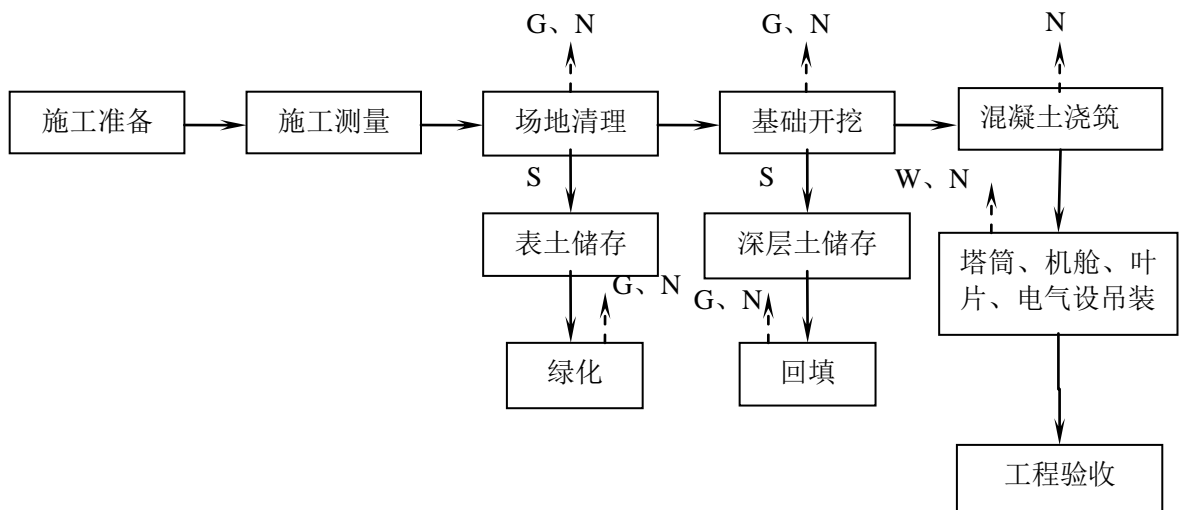 G、N
G、N
N
施工准备
施工测量
场地清理
基础开挖
混凝土浇筑
S
S
W、N
表土储存
深层土储存
塔筒、机舱、叶
片、电气设吊装
G、N
G、N
绿化
回填
工程验收